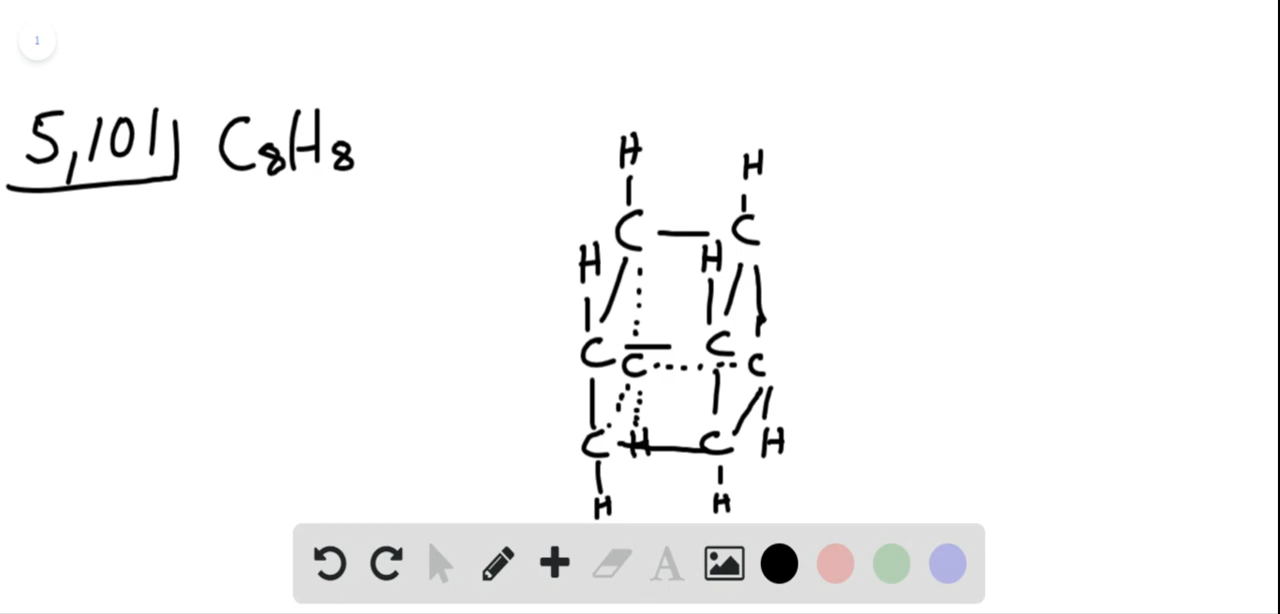 1
5,101 C₈H₈
H H
C C
H H
C C C C
C H C H
H H
A